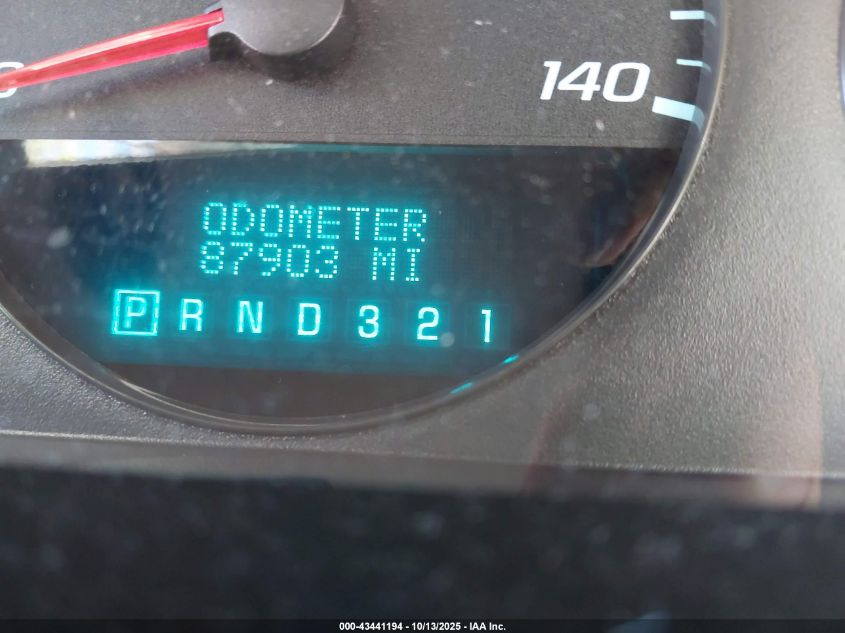 140
ODOMETER
87903 MI
P R N D 3 2 1
000-43441194 - 10/13/2025 - IAA Inc.